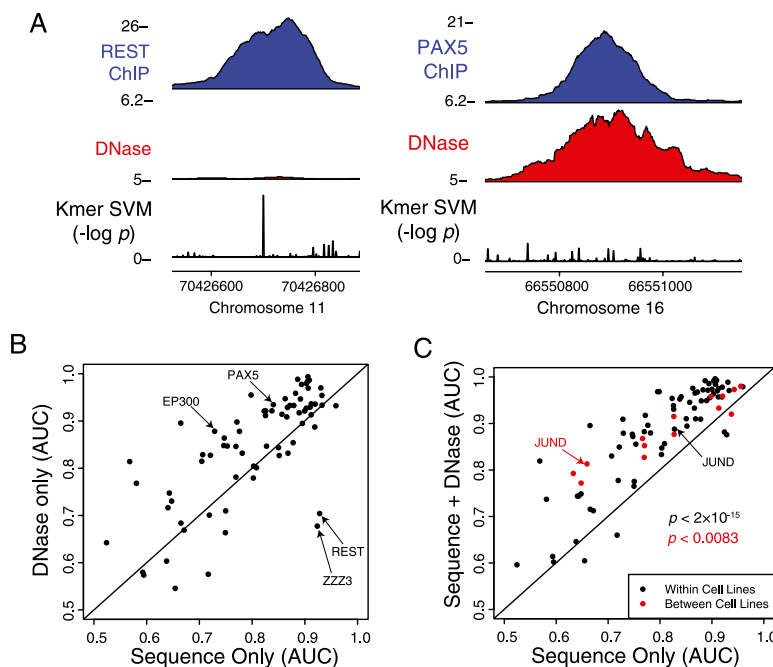 A
26
REST
ChIP
6.2
DNase
5
Kmer SVM
(-log p)
0
70426600
70426800
Chromosome 11
21
PAX5
ChIP
6.2
DNase
5
Kmer SVM
(-log p)
0
66550800
66551000
Chromosome 16
B
DNase only (AUC)
1.0
0.9
0.8
0.7
0.6
0.5
PAX5
EP300
REST
ZZZ3
0.5 0.6 0.7 0.8 0.9 1.0
Sequence Only (AUC)
C
Sequence + DNase (AUC)
1.0
0.9
0.8
0.7
0.6
0.5
JUND
JUND
p < 2×10-15
p < 0.0083
Within Cell Lines
Between Cell Lines
0.5 0.6 0.7 0.8 0.9 1.0
Sequence Only (AUC)